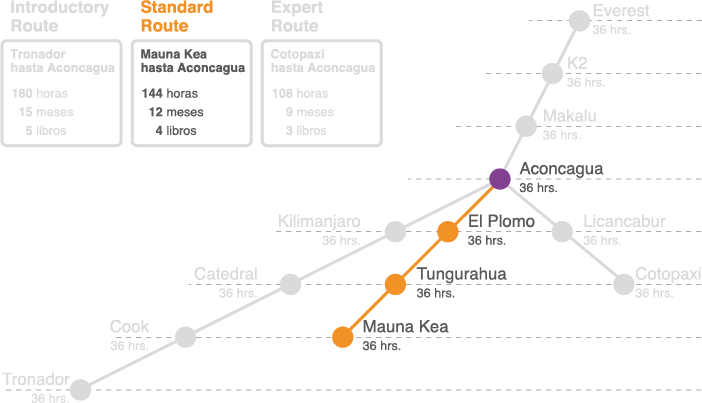 Introductory
Route
Tronador
hasta Aconcagua
180 horas
15 meses
5 libros
Standard
Route
Mauna Kea
hasta Aconcagua
144 horas
12 meses
4 libros
Expert
Route
Cotopaxi
hasta Aconcagua
108 horas
9 meses
3 libros
Everest
36 hrs.
K2
36 hrs.
Makalu
36 hrs.
Aconcagua
36 hrs.
Kilimanjaro
36 hrs.
El Plomo
36 hrs.
Licancabur
36 hrs.
Catedral
36 hrs.
Tungurahua
36 hrs.
Cotopaxi
36 hrs.
Cook
36 hrs.
Mauna Kea
36 hrs.
Tronador
36 hrs.